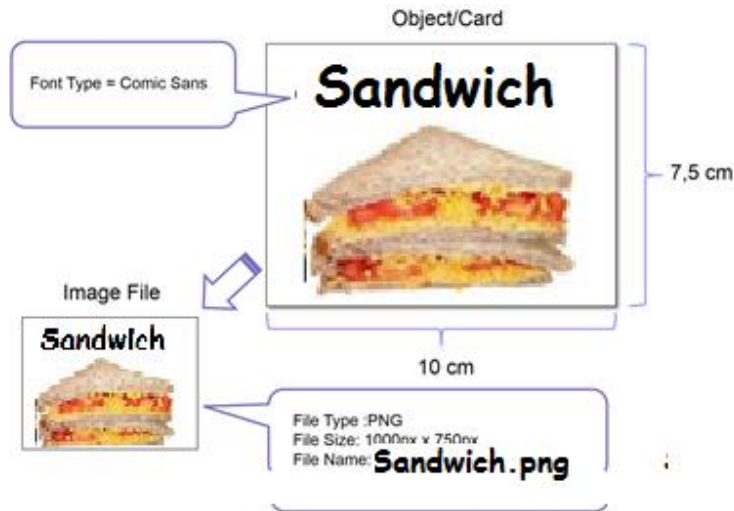 Object/Card
Font Type = Comic Sans
Sandwich
7,5 cm
Image File
Sandwich
10 cm
File Type :PNG
File Size: 1000px x 750px
File Name: Sandwich.png